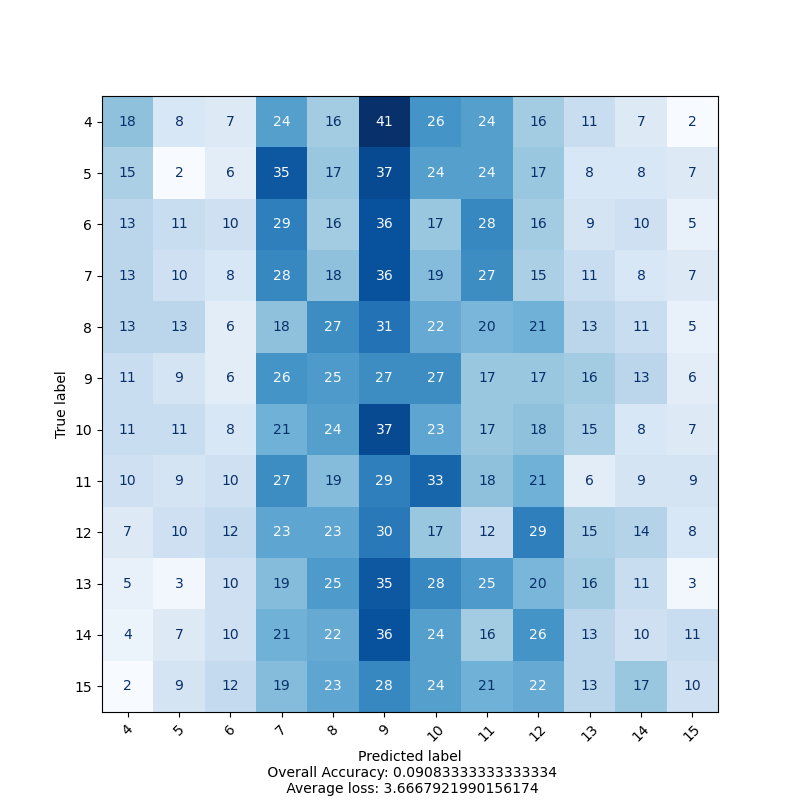 4 18 8 7 24 16 41 26 24 16 11 7 2
5 15 2 6 35 17 37 24 24 17 8 8 7
6 13 11 10 29 16 36 17 28 16 9 10 5
7 13 10 8 28 18 36 19 27 15 11 8 7
8 13 13 6 18 27 31 22 20 21 13 11 5
9 11 9 6 26 25 27 27 17 17 16 13 6
True label
10 11 11 8 21 24 37 23 17 18 15 8 7
11 10 9 10 27 19 29 33 18 21 6 9 9
12 7 10 12 23 23 30 17 12 29 15 14 8
13 5 3 10 19 25 35 28 25 20 16 11 3
14 4 7 10 21 22 36 24 16 26 13 10 11
15 2 9 12 19 23 28 24 21 22 13 17 10
4 5 6 7 8 9 10 11 12 13 14 15
Predicted label
Overall Accuracy: 0.09083333333333334
Average loss: 3.6667921990156174